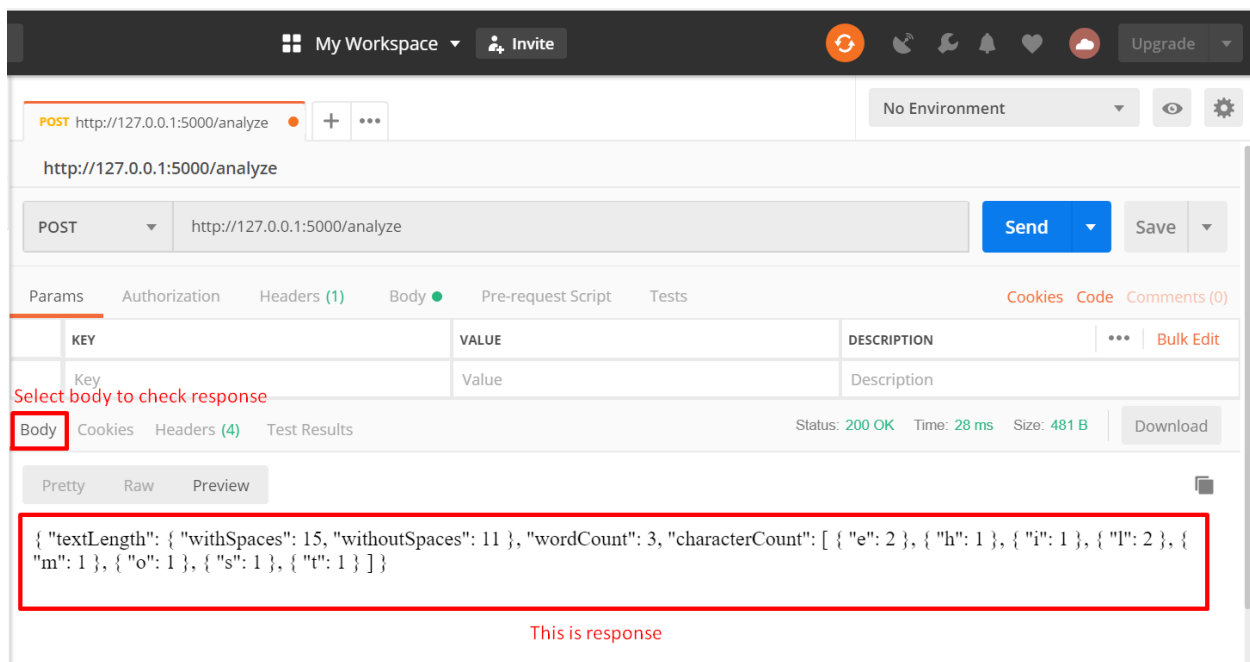 My Workspace Invite Upgrade
POST http://127.0.0.1:5000/analyze + ••• No Environment
http://127.0.0.1:5000/analyze
POST http://127.0.0.1:5000/analyze Send Save
Params Authorization Headers (1) Body Pre-request Script Tests Cookies Code Comments (0)
KEY VALUE DESCRIPTION ••• Bulk Edit
Key Value Description
Select body to check response
Body Cookies Headers (4) Test Results Status: 200 OK Time: 28 ms Size: 481 B Download
Pretty Raw Preview
{ "textLength": { "withSpaces": 15, "withoutSpaces": 11 }, "wordCount": 3, "characterCount": [ { "e": 2 }, { "h": 1 }, { "i": 1 }, { "l": 2 }, {
"m": 1 }, { "o": 1 }, { "s": 1 }, { "t": 1 } ] }
This is response